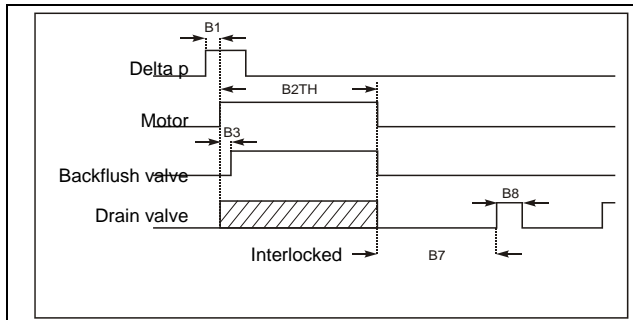 B1
Delta p
B2TH
Motor
B3
Backflush valve
B8
Drain valve
Interlocked
B7